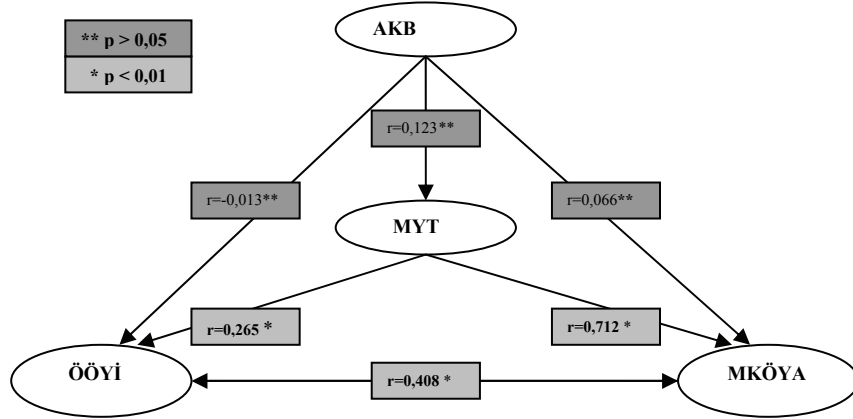 ** p > 0,05
* p < 0,01
AKB
r=0,123**
r=-0,013**
r=0,066**
MYT
r=0,265 *
r=0,712 *
ÖÖYİ
r=0,408 *
MKÖYA